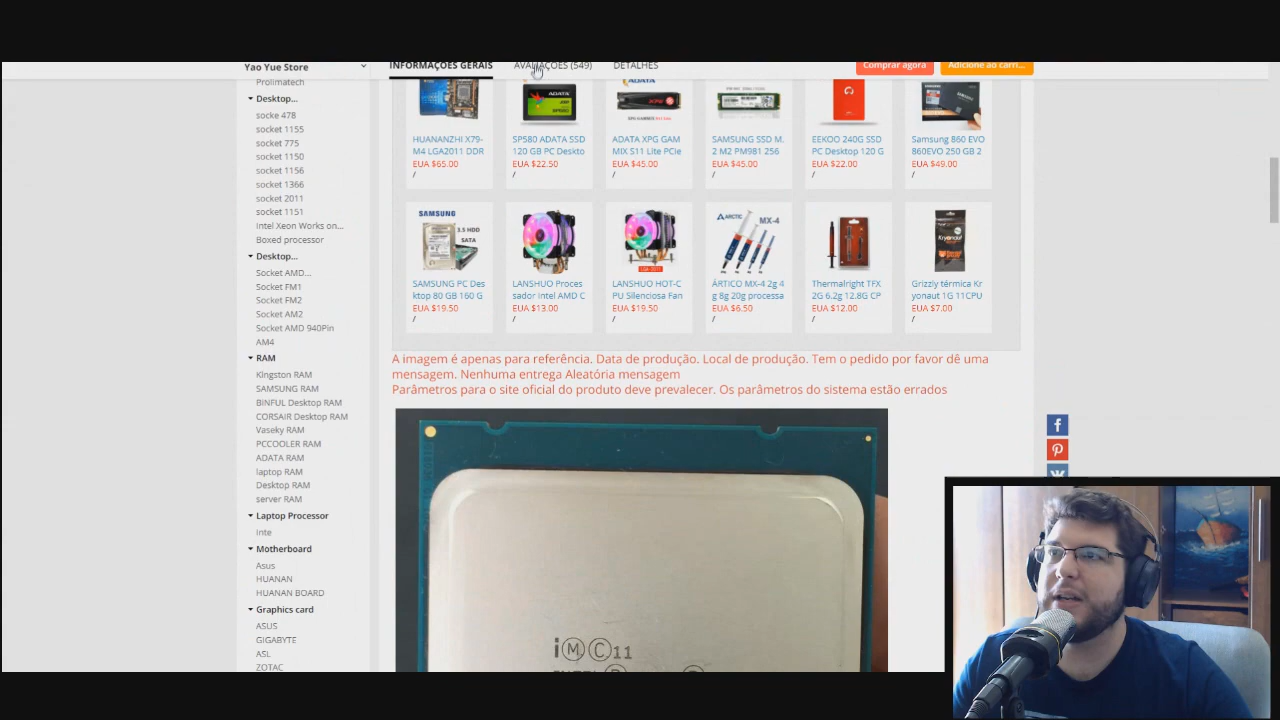 Yao Yue Store
INFORMAÇÕES GERAIS
AVALIAÇÕES (549)
DETALHES
Comprar agora
Adicione ao carri...
Prolimatech
Desktop...
socke 478
socket 1155
socket 775
socket 1150
socket 1156
socket 1366
socket 2011
socket 1151
Intel Xeon Works on...
Boxed processor
Desktop...
Socket AMD...
Socket FM1
Socket FM2
Socket AM2
Socket AMD 940Pin
AM4
RAM
Kingston RAM
SAMSUNG RAM
BINFUL Desktop RAM
CORSAIR Desktop RAM
Vaseky RAM
PCCOOLER RAM
ADATA RAM
laptop RAM
Desktop RAM
server RAM
Laptop Processor
Inte
Motherboard
Asus
HUANAN
HUANAN BOARD
Graphics card
ASUS
GIGABYTE
ASL
ZOTAC
HUANANZHI X79-
M4 LGA2011 DDR
EUA $65.00
/
ADATA
SP580 ADATA SSD
120 GB PC Deskto
EUA $22.50
/
ADATA
ADATA XPG GAM
MIX S11 Lite PCIe
EUA $45.00
/
SAMSUNG SSD M.
2 M2 PM981 256
EUA $45.00
/
EEKOO 240G SSD
PC Desktop 120 G
EUA $22.00
/
Samsung 860 EVO
860EVO 250 GB 2
EUA $49.00
/
SAMSUNG
3.5 HDD
SATA
SAMSUNG PC Des
ktop 80 GB 160 G
EUA $19.50
/
LANSHUO Proces
sador Intel AMD C
EUA $13.00
/
LANSHUO HOT-C
PU Silenciosa Fan
EUA $19.50
/
ARCTIC MX-4
ÁRTICO MX-4 2g 4
g 8g 20g processa
EUA $6.50
/
Thermalright TFX
2G 6.2g 12.8G CP
EUA $12.00
/
Kryonaut
Grizzly térmica Kr
yonaut 1G 11CPU
EUA $7.00
/
A imagem é apenas para referência. Data de produção. Local de produção. Tem o pedido por favor dê uma
mensagem. Nenhuma entrega Aleatória mensagem
Parâmetros para o site oficial do produto deve prevalecer. Os parâmetros do sistema estão errados
i Ⓜ Ⓒ 11